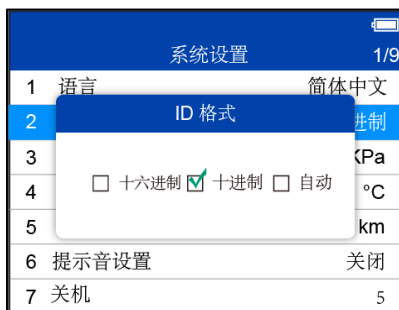 系统设置 1/9
1 语言 简体中文
2 进制
ID 格式
3 KPa
十六进制 十进制 自动
4 °C
5 km
6 提示音设置 关闭
7 关机 5